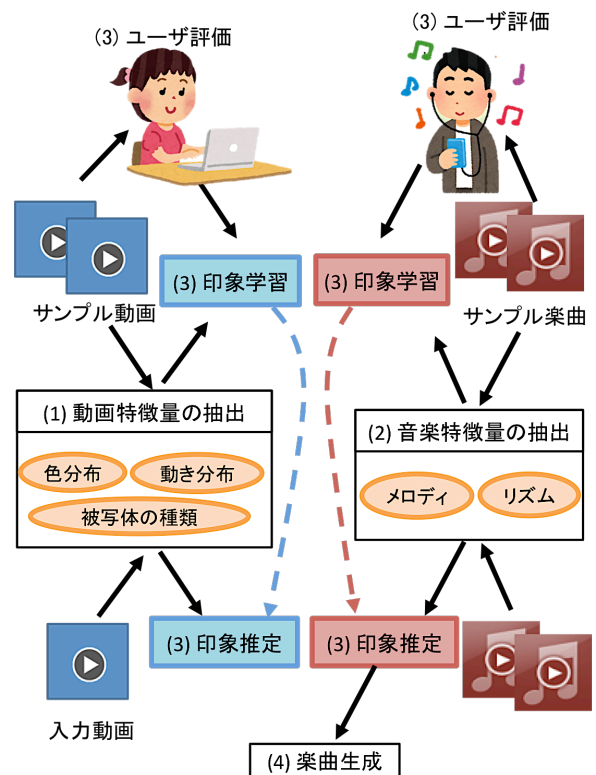 (3) ユーザ評価
(3) ユーザ評価
サンプル動画
(3) 印象学習
(3) 印象学習
サンプル楽曲
(1) 動画特徴量の抽出
色分布
動き分布
被写体の種類
(2) 音楽特徴量の抽出
メロディ
リズム
入力動画
(3) 印象推定
(3) 印象推定
(4) 楽曲生成